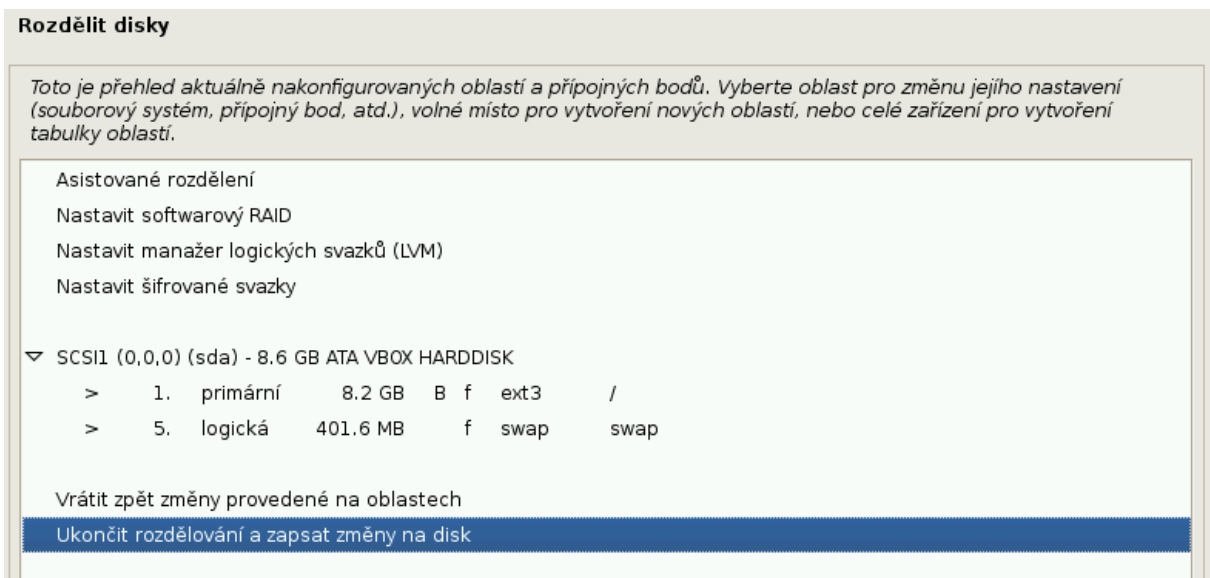 Rozdělit disky
Toto je přehled aktuálně nakonfigurovaných oblastí a přípojných bodů. Vyberte oblast pro změnu jejího nastavení
(souborový systém, přípojný bod, atd.), volné místo pro vytvoření nových oblastí, nebo celé zařízení pro vytvoření
tabulky oblastí.
Asistované rozdělení
Nastavit softwarový RAID
Nastavit manažer logických svazků (LVM)
Nastavit šifrované svazky
SCSI1 (0,0,0) (sda) - 8.6 GB ATA VBOX HARDDISK
> 1. primární 8.2 GB B f ext3 /
> 5. logická 401.6 MB f swap swap
Vrátit zpět změny provedené na oblastech
Ukončit rozdělování a zapsat změny na disk